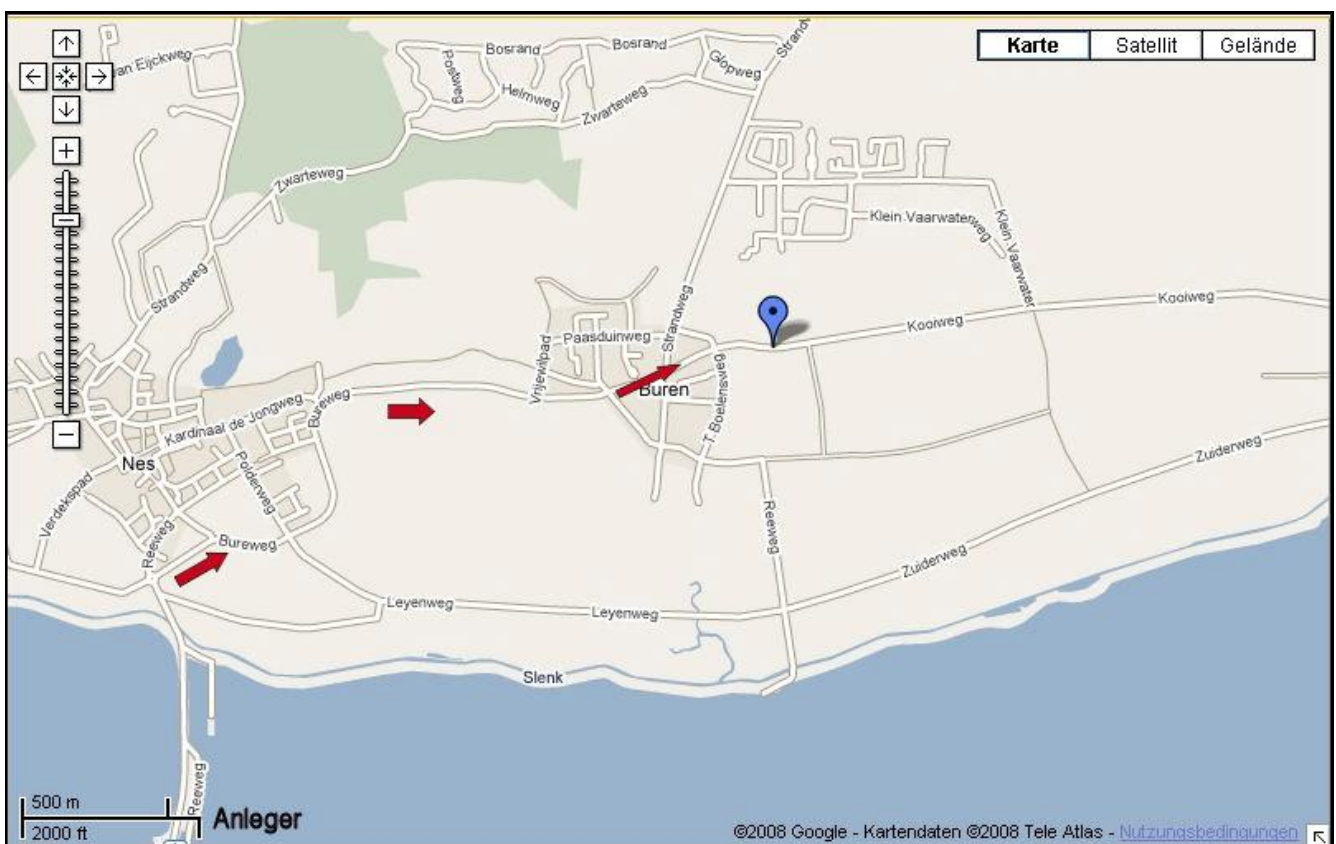 Karte Satellit Gelände
van Eijckweg
Bosrand
Bosrand
Postweg
Glopweg
Helmweg
Zwarteweg
Zwarteweg
Klein Vaarwaterweg
Klein Vaarwater
Strandweg
Strandweg
Kooiweg
Kooiweg
Paasduinweg
Vrijewilpad
Buren
T.Boelensweg
Kardinaal de Jongweg
Bureweg
Nes
Polderweg
Verdekspad
Reeweg
Bureweg
Reeweg
Zuiderweg
Zuiderweg
Leyenweg
Leyenweg
Slenk
Reeweg
Anleger
500 m
2000 ft
©2008 Google - Kartendaten ©2008 Tele Atlas - Nutzungsbedingungen